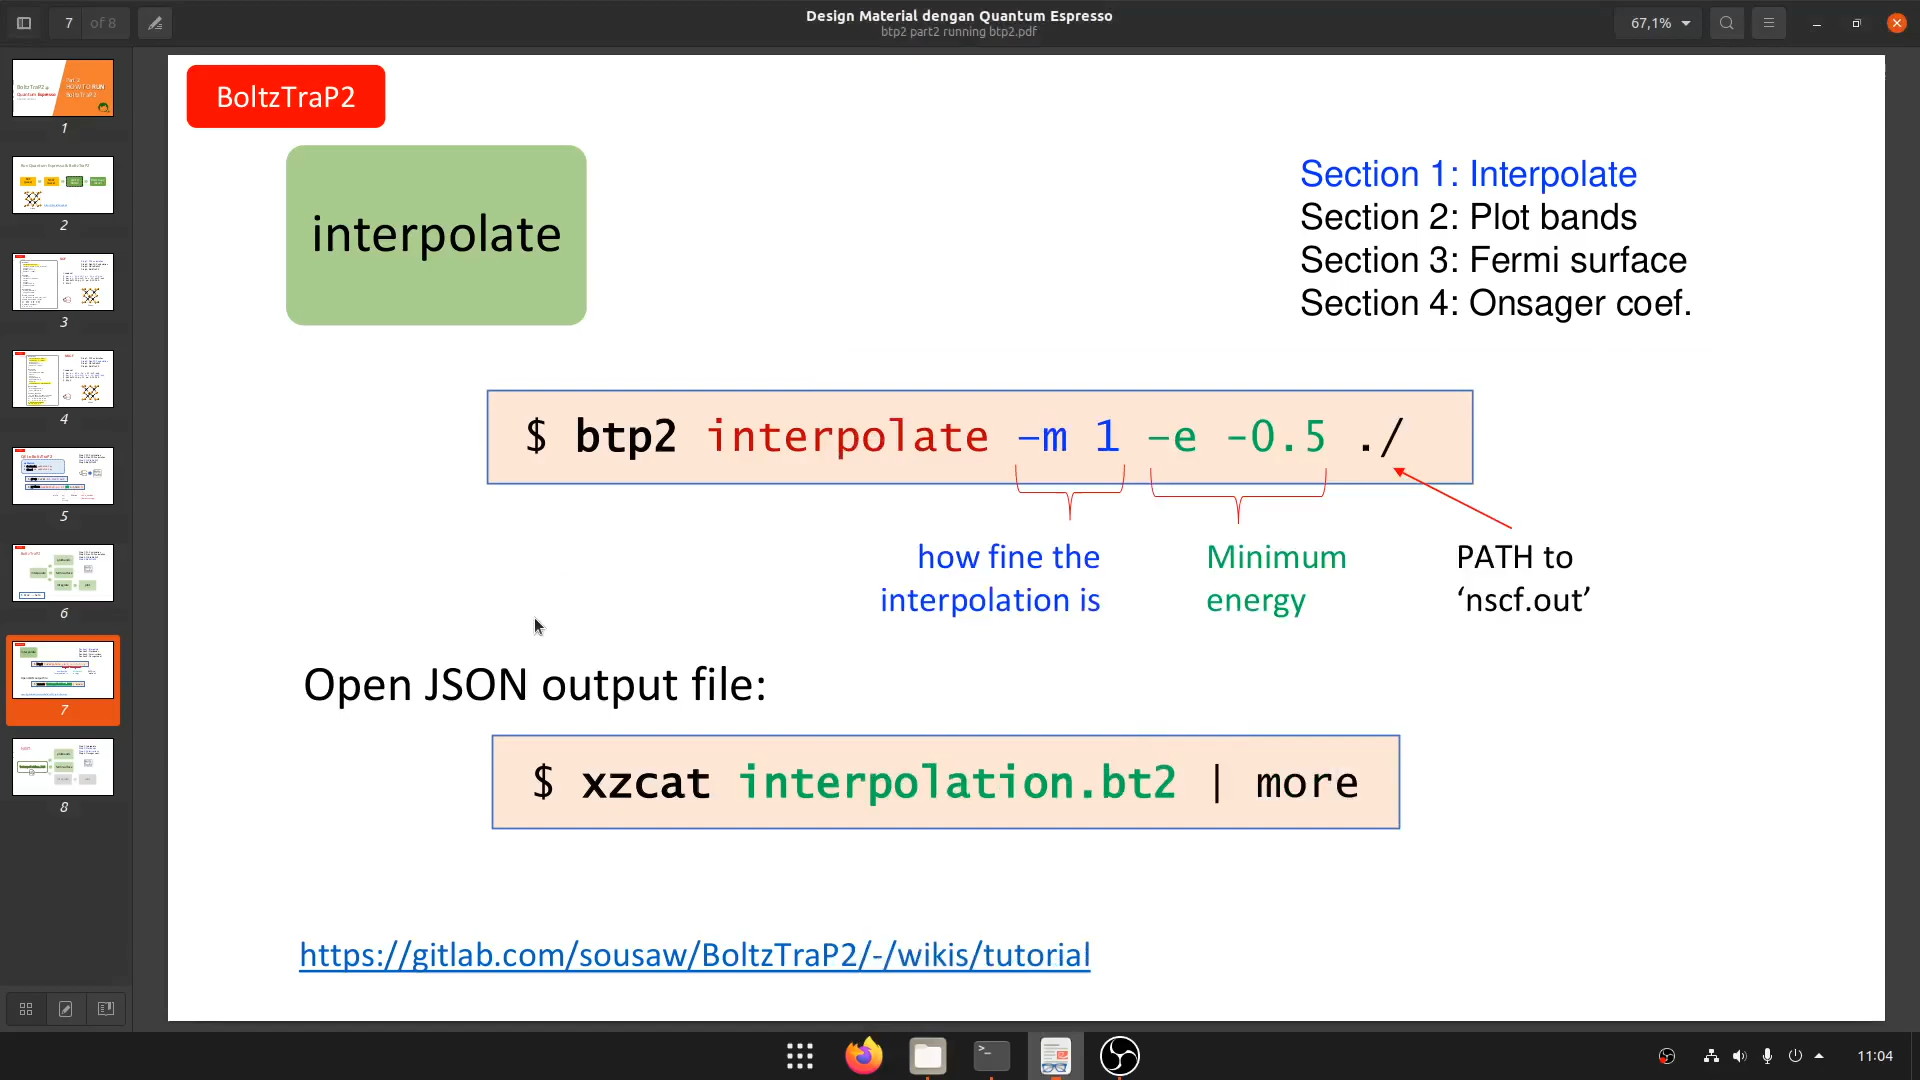 7 of 8
Design Material dengan Quantum Espresso
btp2 part2 running btp2.pdf
67,1%
BoltzTraP2
interpolate
Section 1: Interpolate
Section 2: Plot bands
Section 3: Fermi surface
Section 4: Onsager coef.
$ btp2 interpolate –m 1 –e -0.5 ./
how fine the
interpolation is
Minimum
energy
PATH to
‘nscf.out’
Open JSON output file:
$ xzcat interpolation.bt2 | more
https://gitlab.com/sousaw/BoltzTraP2/-/wikis/tutorial
1
2
3
4
5
6
7
8
11:04